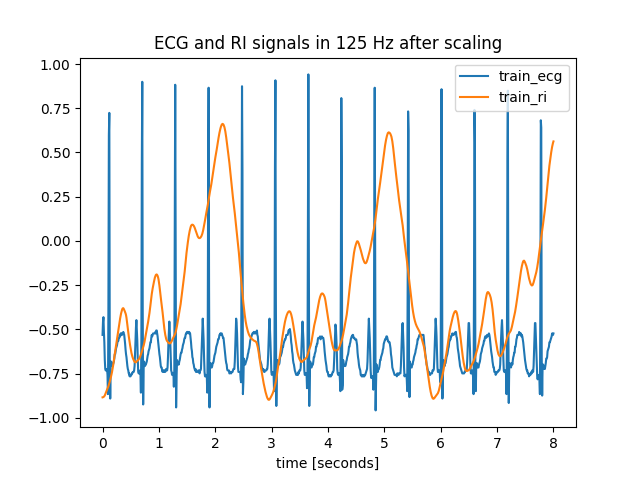 ECG and RI signals in 125 Hz after scaling
train_ecg
train_ri
1.00
0.75
0.50
0.25
0.00
−0.25
−0.50
−0.75
−1.00
0 1 2 3 4 5 6 7 8
time [seconds]